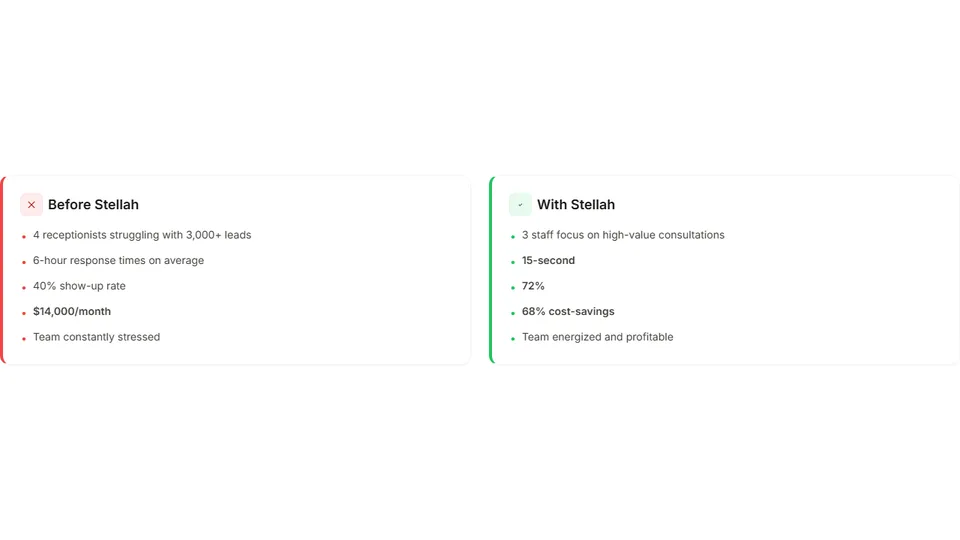 Before Stellah
4 receptionists struggling with 3,000+ leads
6-hour response times on average
40% show-up rate
$14,000/month
Team constantly stressed
With Stellah
3 staff focus on high-value consultations
15-second
72%
68% cost-savings
Team energized and profitable